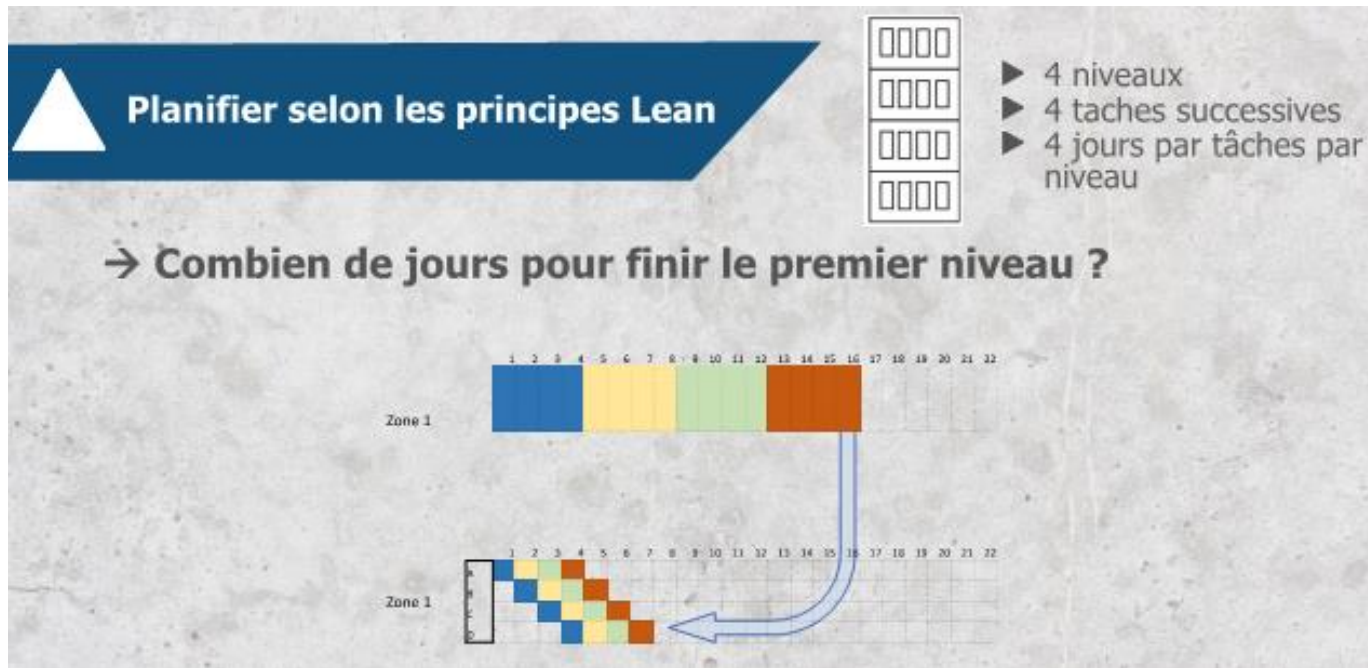 Planifier selon les principes Lean
► 4 niveaux
► 4 taches successives
► 4 jours par tâches par
niveau
→ Combien de jours pour finir le premier niveau ?
1 2 3 4 5 6 7 8 9 10 11 12 13 14 15 16 17 18 19 20 21 22
Zone 1
1 2 3 4 5 6 7 8 9 10 11 12 13 14 15 16 17 18 19 20 21 22
Zone 1